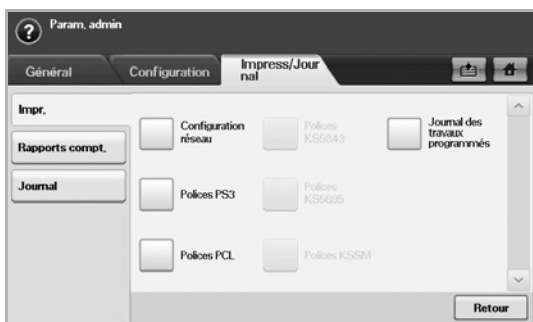 Param. admin
Général
Configuration
Impress/Jour
nal
Impr.
Rapports compt.
Journal
Configuration
réseau
Polices
KS5843
Journal des
travaux
programmés
Polices PS3
Polices
KS5895
Polices PCL
Polices KSSM
Retour